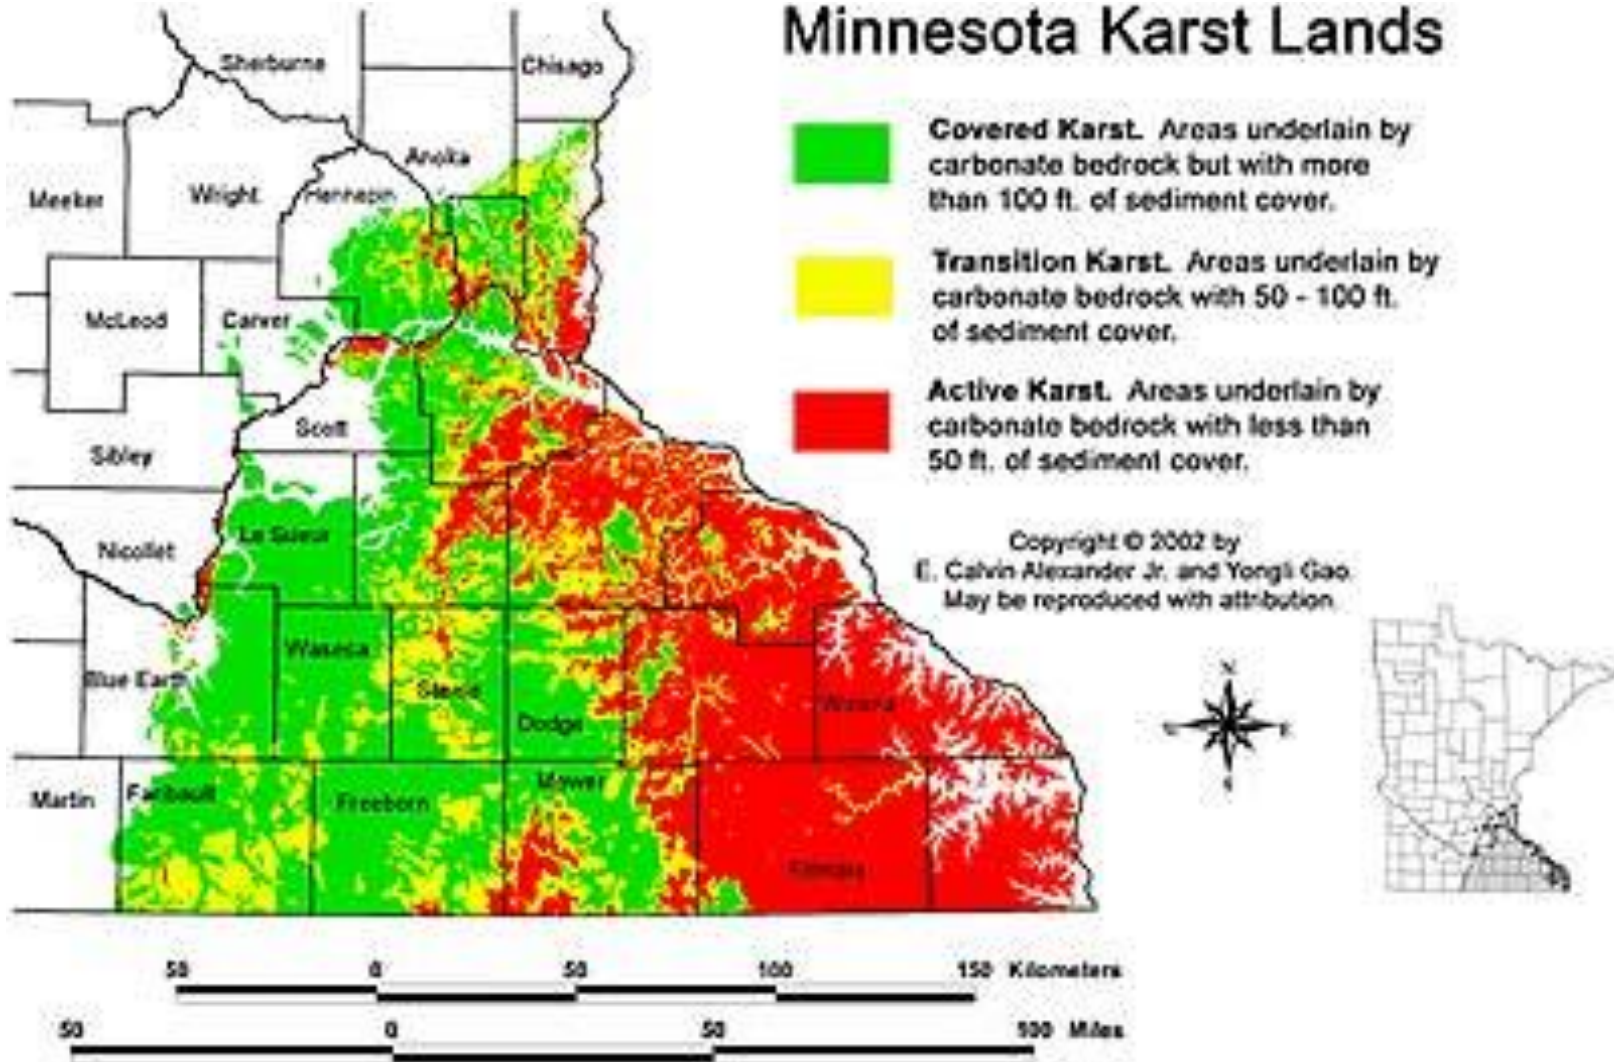 Minnesota Karst Lands
Covered Karst. Areas underlain by
carbonate bedrock but with more
than 100 ft. of sediment cover.
Transition Karst. Areas underlain by
carbonate bedrock with 50 - 100 ft.
of sediment cover.
Active Karst. Areas underlain by
carbonate bedrock with less than
50 ft. of sediment cover.
Copyright © 2002 by
E. Calvin Alexander Jr. and Yongli Gao.
May be reproduced with attribution.
Sherburne
Chisago
Anoka
Meeker
Wright
Hennepin
McLeod
Carver
Scott
Sibley
Le Sueur
Nicollet
Waseca
Blue Earth
Steele
Dodge
Winona
Martin
Faribault
Freeborn
Mower
Fillmore
N
E
S
50 0 50 100 150 Kilometers
50 0 50 100 Miles